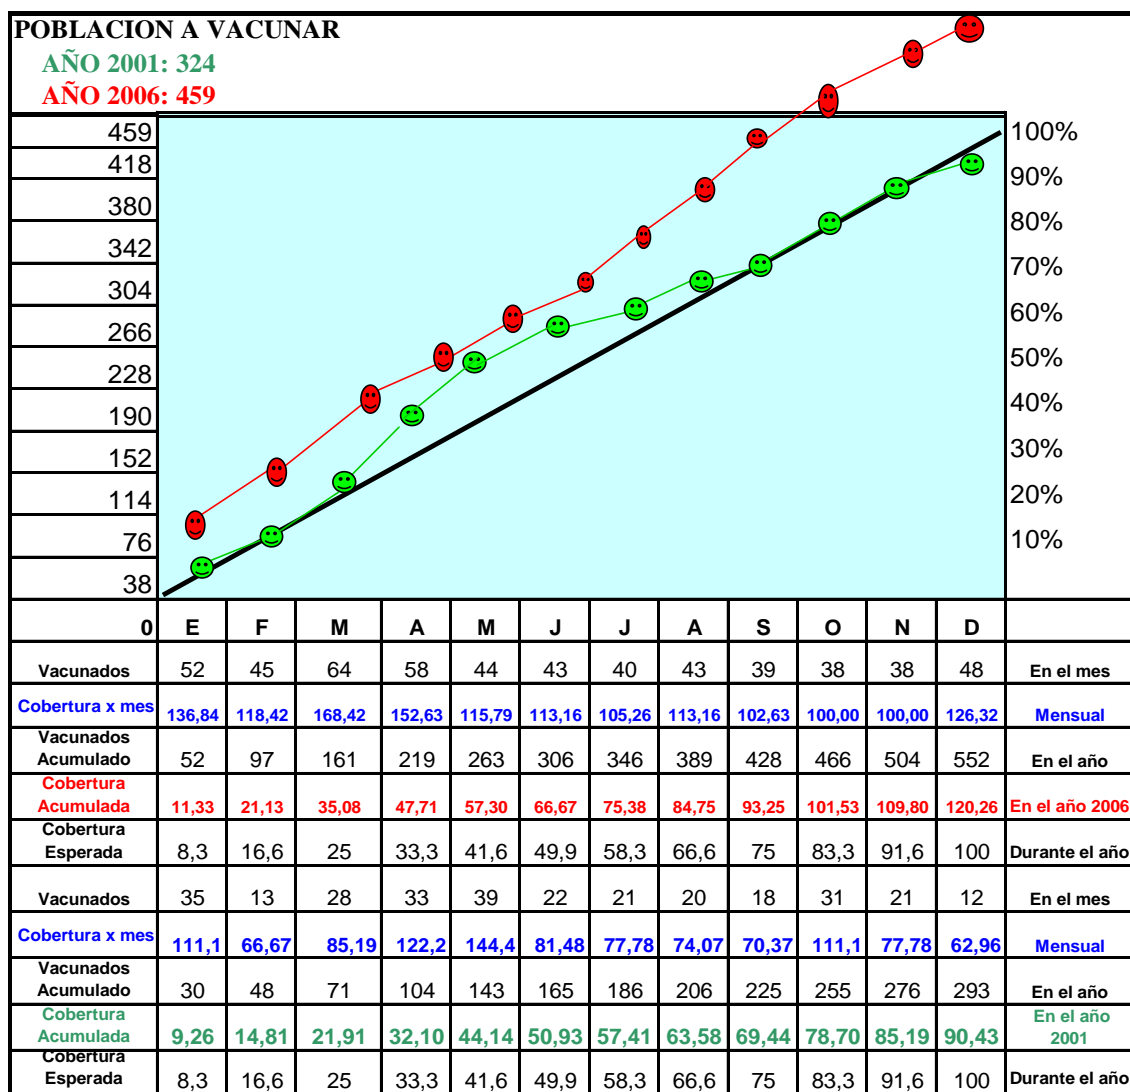 POBLACION A VACUNAR
AÑO 2001: 324
AÑO 2006: 459
459 100%
418 90%
380 80%
342 70%
304 60%
266 50%
228 40%
190 30%
152 20%
114 10%
76
38
0 E F M A M J J A S O N D
Vacunados 52 45 64 58 44 43 40 43 39 38 38 48 En el mes
Cobertura x mes 136,84 118,42 168,42 152,63 115,79 113,16 105,26 113,16 102,63 100,00 100,00 126,32 Mensual
Vacunados
Acumulado 52 97 161 219 263 306 346 389 428 466 504 552 En el año
Cobertura
Acumulada 11,33 21,13 35,08 47,71 57,30 66,67 75,38 84,75 93,25 101,53 109,80 120,26 En el año 2006
Cobertura
Esperada 8,3 16,6 25 33,3 41,6 49,9 58,3 66,6 75 83,3 91,6 100 Durante el año
Vacunados 35 13 28 33 39 22 21 20 18 31 21 12 En el mes
Cobertura x mes 111,1 66,67 85,19 122,2 144,4 81,48 77,78 74,07 70,37 111,1 77,78 62,96 Mensual
Vacunados
Acumulado 30 48 71 104 143 165 186 206 225 255 276 293 En el año
Cobertura En el año
Acumulada 9,26 14,81 21,91 32,10 44,14 50,93 57,41 63,58 69,44 78,70 85,19 90,43 2001
Cobertura
Esperada 8,3 16,6 25 33,3 41,6 49,9 58,3 66,6 75 83,3 91,6 100 Durante el año